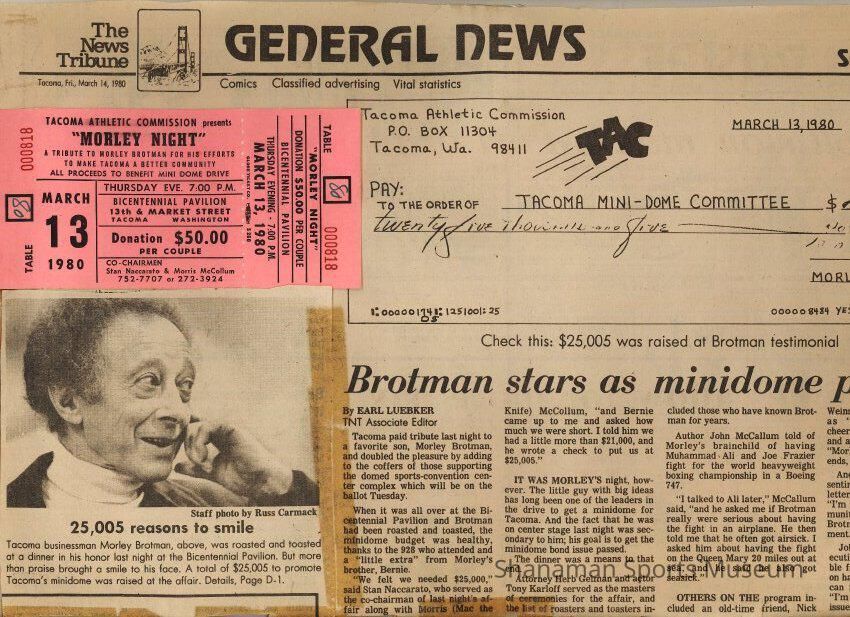 The
News
Tribune
Tacoma, Fri., March 14, 1980
GENERAL NEWS
S
Comics Classified advertising Vital statistics
000818
TABLE
TACOMA ATHLETIC COMMISSION presents
"MORLEY NIGHT"
A TRIBUTE TO MORLEY BROTMAN FOR HIS EFFORTS
TO MAKE TACOMA A BETTER COMMUNITY
ALL PROCEEDS TO BENEFIT MINI DOME DRIVE
MARCH
13
1980
THURSDAY EVE. 7:00 P.M.
BICENTENNIAL PAVILION
13th & MARKET STREET
TACOMA WASHINGTON
Donation $50.00
PER COUPLE
CO-CHAIRMEN
Stan Naccarato & Morris McCollum
752-7707 or 272-3924
TABLE
"MORLEY NIGHT"
DONATION $50.00 PER COUPLE
BICENTENNIAL PAVILION
THURSDAY EVENING - 7:00 P.M.
MARCH 13, 1980
000818
Tacoma Athletic Commission
P.O. BOX 11304
Tacoma, Wa. 98411
TAC
MARCH 13, 1980
PAY:
TO THE ORDER OF TACOMA MINI-DOME COMMITTEE $
twenty five thousand and five
MORL
00008484 YES
Check this: $25,005 was raised at Brotman testimonial
Staff photo by Russ Carmack
25,005 reasons to smile
Tacoma businessman Morley Brotman, above, was roasted and toasted
at a dinner in his honor last night at the Bicentennial Pavilion. But more
than praise brought a smile to his face. A total of $25,005 to promote
Tacoma's minidome was raised at the affair. Details, Page D-1.
Brotman stars as minidome p
By EARL LUEBKER
TNT Associate Editor
Tacoma paid tribute last night to
a favorite son, Morley Brotman,
and doubled the pleasure by adding
to the coffers of those supporting
the domed sports-convention cen-
ter complex which will be on the
ballot Tuesday.
When it was all over at the Bi-
centennial Pavilion and Brotman
had been roasted and toasted, the
minidome budget was healthy,
thanks to the 928 who attended and
a "little extra" from Morley's
brother, Bernie.
"We felt we needed $25,000,"
said Stan Naccarato, who served as
the co-chairman of last night's af-
fair along with Morris (Mac the
Knife) McCollum, "and Bernie
came up to me and asked how
much we were short. I told him we
had a little more than $21,000, and
he wrote a check to put us at
$25,005."
IT WAS MORLEY'S night, how-
ever. The little guy with big ideas
has long been one of the leaders in
the drive to get a minidome for
Tacoma. And the fact that he was
on center stage last night was sec-
ondary to him; his goal is to get the
minidome bond issue passed.
The dinner was a means to that
end.
Attorney Herb Gelman and actor
Tony Karloff served as the masters
of ceremonies for the affair, and
the list of roasters and toasters in-
cluded those who have known Brot-
man for years.
Author John McCallum told of
Morley's brainchild of having
Muhammad Ali and Joe Frazier
fight for the world heavyweight
boxing championship in a Boeing
747.
"I talked to Ali later," McCallum
said, "and he asked me if Brotman
really were serious about having
the fight in an airplane. He then
told me that he often got airsick. I
asked him about having the fight
on the Queen Mary 20 miles out at
sea, and he said he also got
seasick."
OTHERS ON THE program in-
cluded an old-time friend, Nick
Shanaman Sports Museum